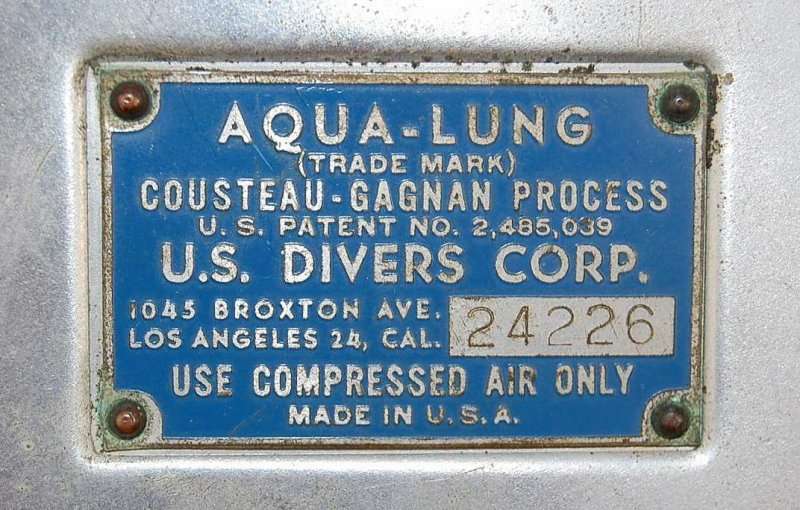 AQUA-LUNG
(TRADE MARK)
COUSTEAU-GAGNAN PROCESS
U.S. PATENT NO. 2,485,039
U.S. DIVERS CORP.
1045 BROXTON AVE.
LOS ANGELES 24, CAL.
24226
USE COMPRESSED AIR ONLY
MADE IN U.S.A.